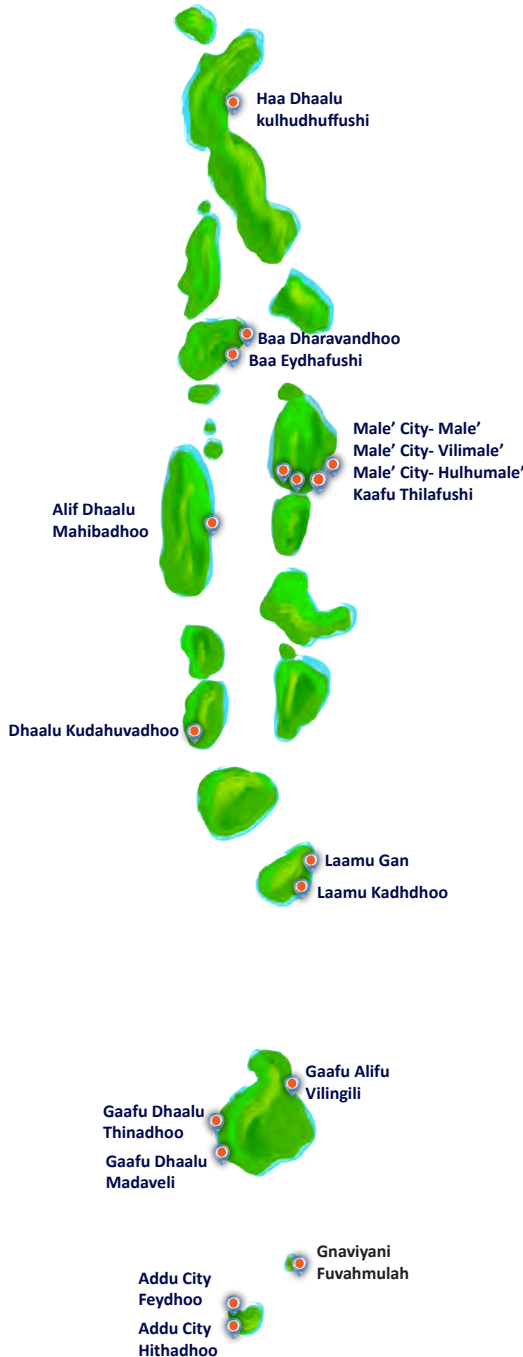 Haa Dhaalu
kulhudhuffushi
Baa Dharavandhoo
Baa Eydhafushi
Male’ City- Male’
Male’ City- Vilimale’
Male’ City- Hulhumale’
Kaafu Thilafushi
Alif Dhaalu
Mahibadhoo
Dhaalu Kudahuvadhoo
Laamu Gan
Laamu Kadhdhoo
Gaafu Alifu
Vilingili
Gaafu Dhaalu
Thinadhoo
Gaafu Dhaalu
Madaveli
Gnaviyani
Fuvahmulah
Addu City
Feydhoo
Addu City
Hithadhoo